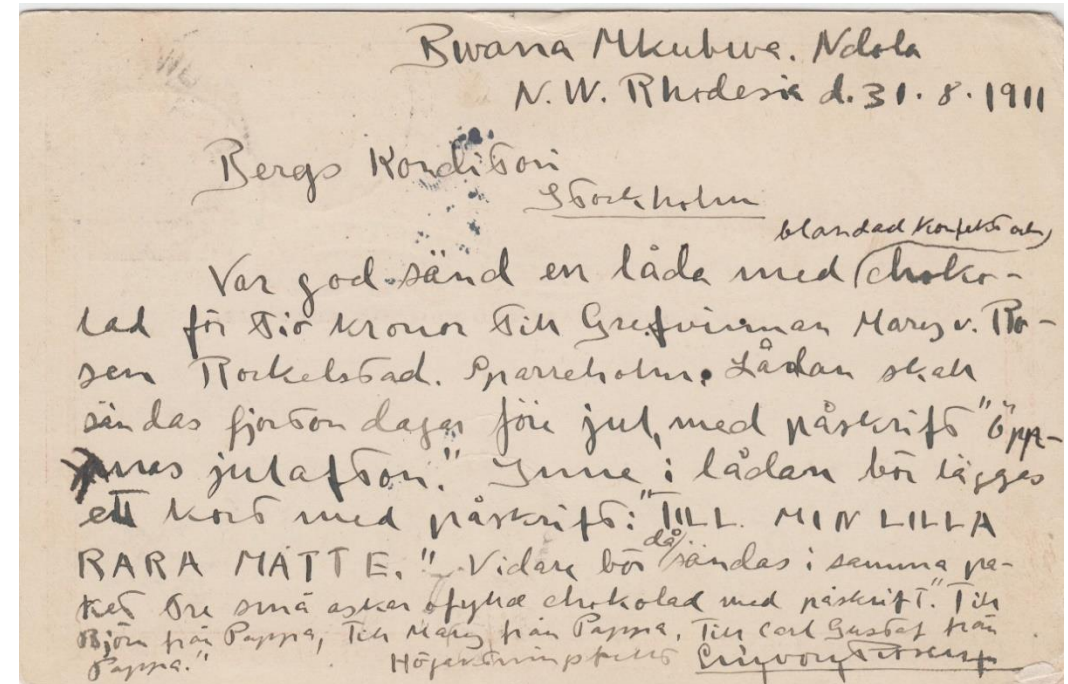 Bwana Mkubwa. Ndola
N. W. Rhodesia d. 31. 8. 1911
Bergs Konditori
Stockholm
blandad konfekt och
Var god sänd en låda med choko-
lad för tio kronor till Grefvinnan Mary v. Ro-
sen Rockelstad. Sparreholm. Lådan skall
sändas fjorton dagar före jul, med påskrift "öpp-
nas julafton." Inne i lådan bör läggas
ett kort med påskrift: "TILL MIN LILLA
då
RARA MATTE." Vidare bör sändas i samma pa-
ket tre små askar ofylld chokolad med påskrift. "Till
Björn från Pappa, Till Mary från Pappa, Till Carl Gustaf från
Pappa."
Högaktningsfullt